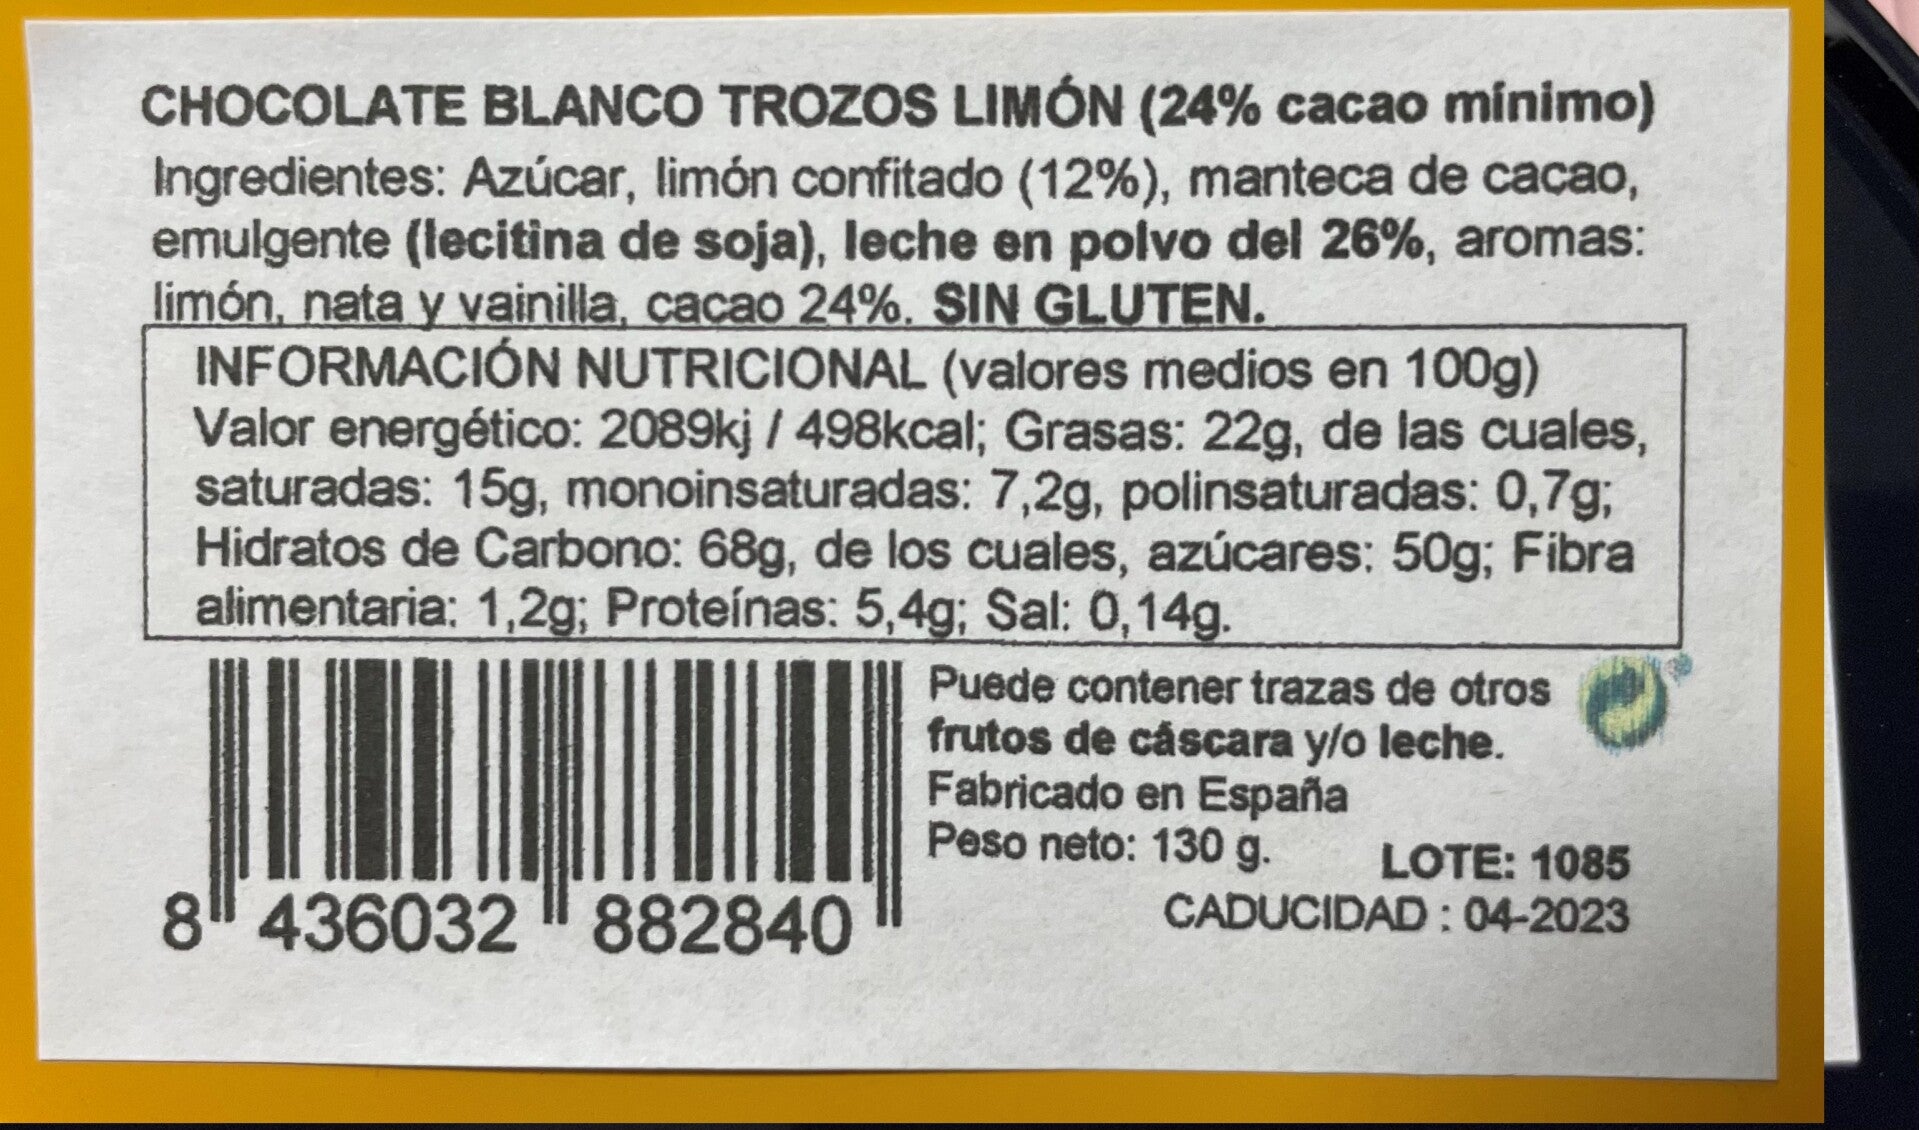 CHOCOLATE BLANCO TROZOS LIMÓN (24% cacao mínimo)
Ingredientes: Azúcar, limón confitado (12%), manteca de cacao,
emulgente (lecitina de soja), leche en polvo del 26%, aromas:
limón, nata y vainilla, cacao 24%. SIN GLUTEN.
INFORMACIÓN NUTRICIONAL (valores medios en 100g)
Valor energético: 2089kj / 498kcal; Grasas: 22g, de las cuales,
saturadas: 15g, monoinsaturadas: 7,2g, polinsaturadas: 0,7g;
Hidratos de Carbono: 68g, de los cuales, azúcares: 50g; Fibra
alimentaria: 1,2g; Proteínas: 5,4g; Sal: 0,14g.
Puede contener trazas de otros
frutos de cáscara y/o leche.
Fabricado en España
Peso neto: 130 g.
LOTE: 1085
CADUCIDAD : 04-2023
8 436032 882840